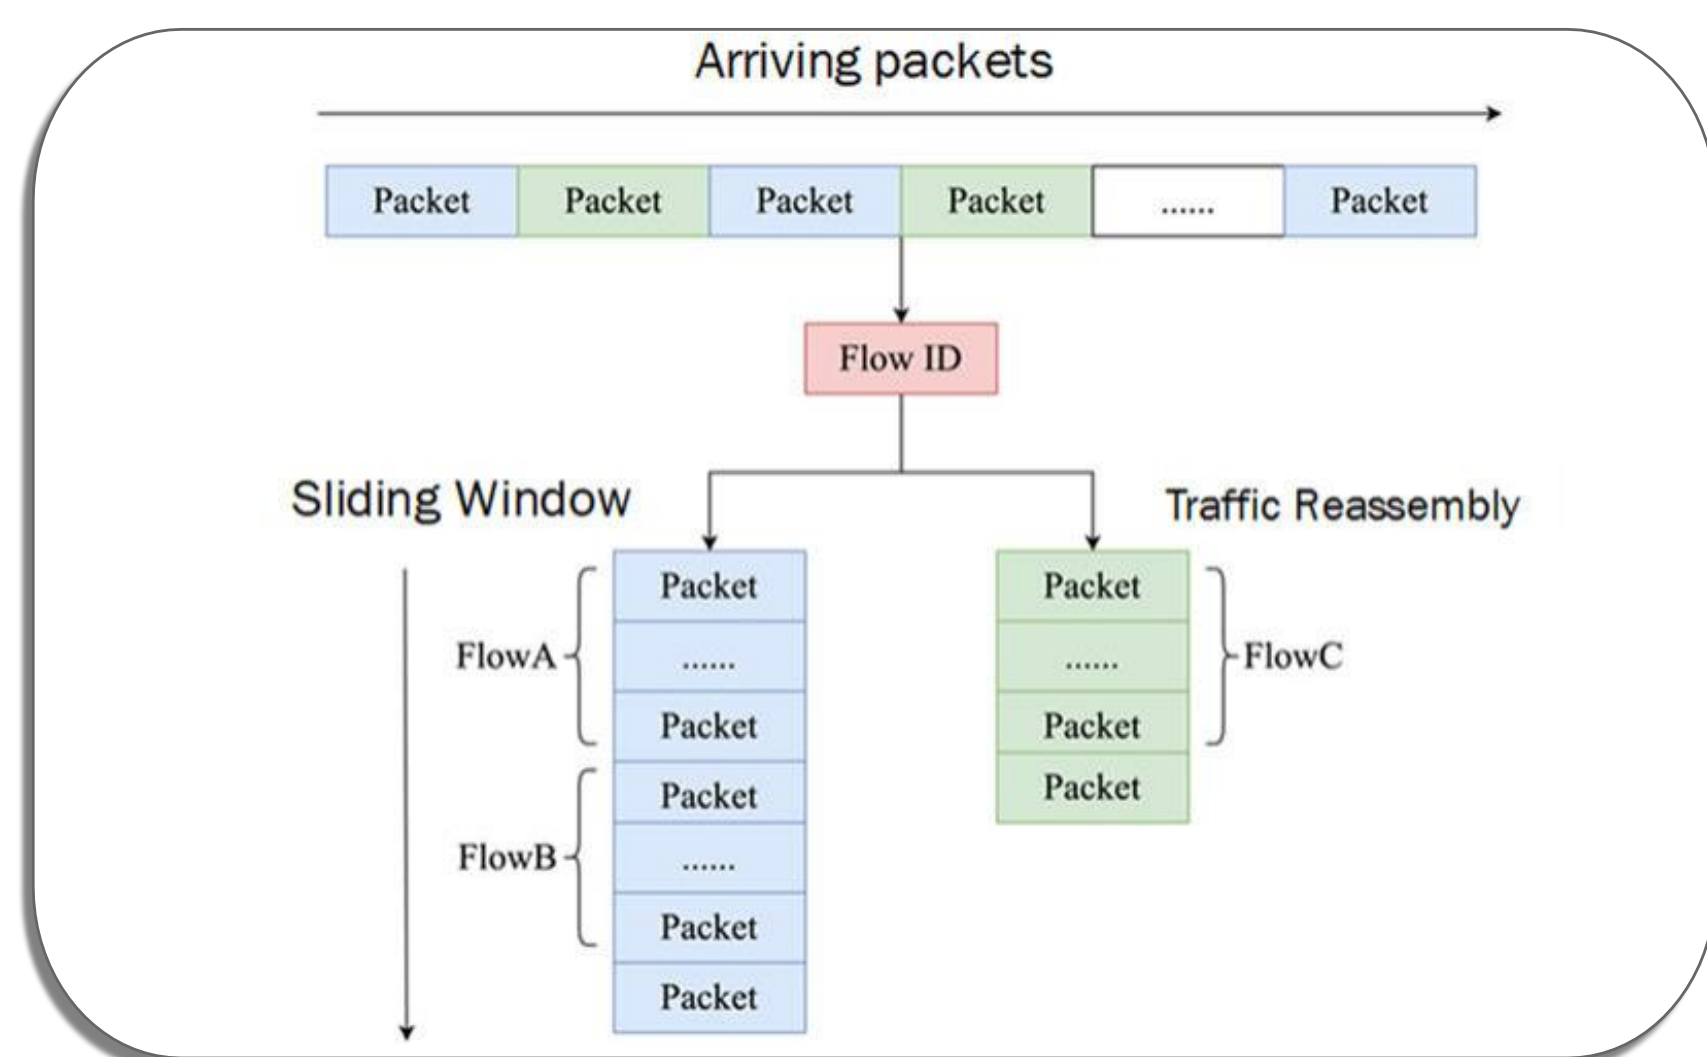 Arriving packets
Packet Packet Packet Packet ...... Packet
Flow ID
Sliding Window
Traffic Reassembly
Packet
......
Packet
FlowA
Packet
......
Packet
FlowB
Packet
Packet
......
Packet
FlowC
Packet